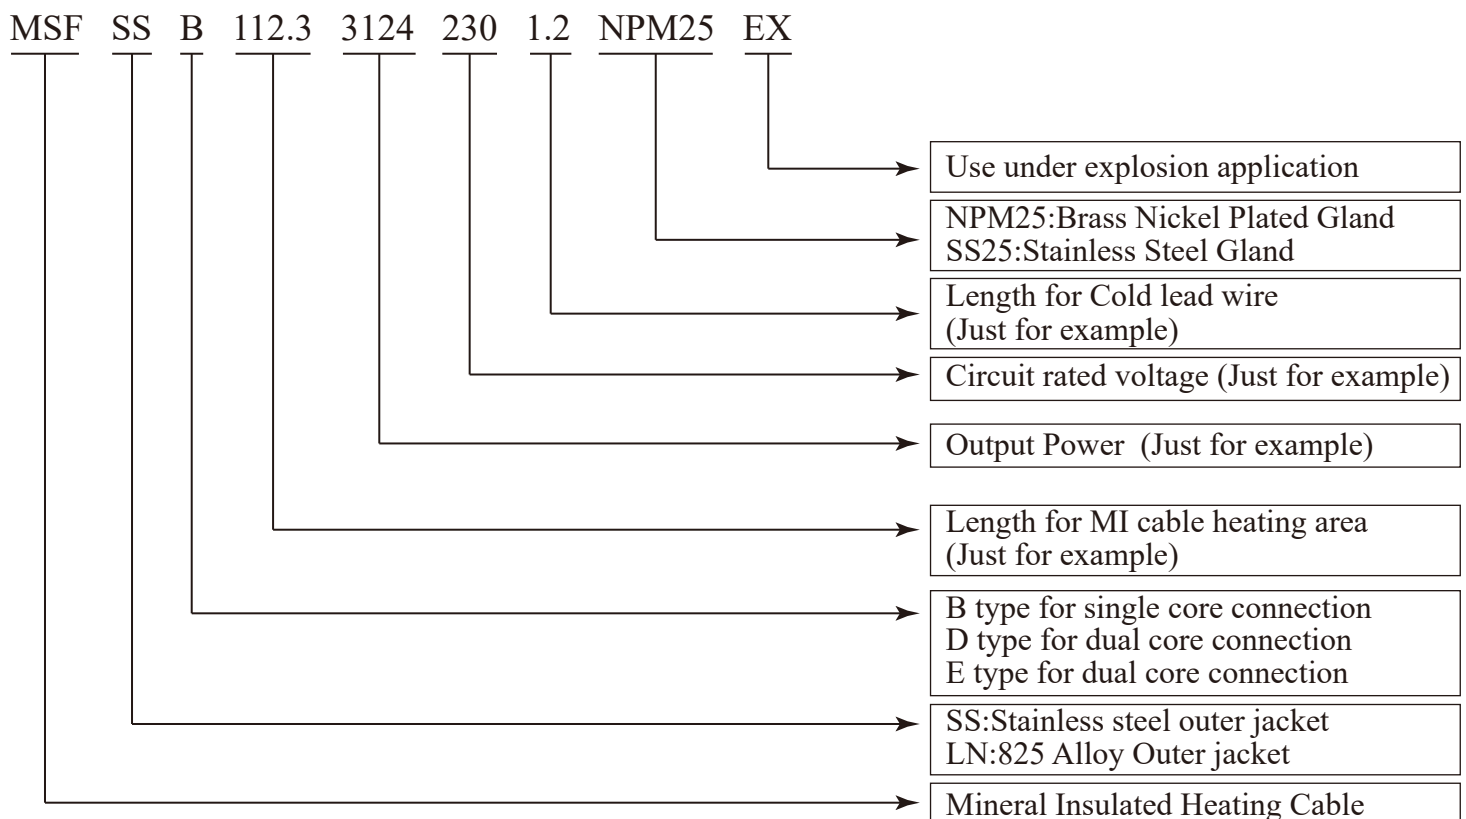 MSF SS B 112.3 3124 230 1.2 NPM25 EX
Use under explosion application
NPM25:Brass Nickel Plated Gland
SS25:Stainless Steel Gland
Length for Cold lead wire
(Just for example)
Circuit rated voltage (Just for example)
Output Power (Just for example)
Length for MI cable heating area
(Just for example)
B type for single core connection
D type for dual core connection
E type for dual core connection
SS:Stainless steel outer jacket
LN:825 Alloy Outer jacket
Mineral Insulated Heating Cable